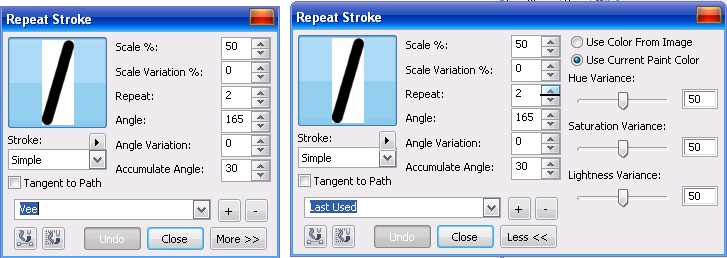 Repeat Stroke
Scale %: 50
Scale Variation %: 0
Repeat: 2
Angle: 165
Stroke:
Simple
Angle Variation: 0
Accumulate Angle: 30
Tangent to Path
Vee
+ -
Undo Close More >>
Repeat Stroke
Scale %: 50
Scale Variation %: 0
Repeat: 2
Angle: 165
Stroke:
Simple
Angle Variation: 0
Accumulate Angle: 30
Tangent to Path
Last Used
+ -
Undo Close Less <<
Use Color From Image
Use Current Paint Color
Hue Variance:
50
Saturation Variance:
50
Lightness Variance:
50